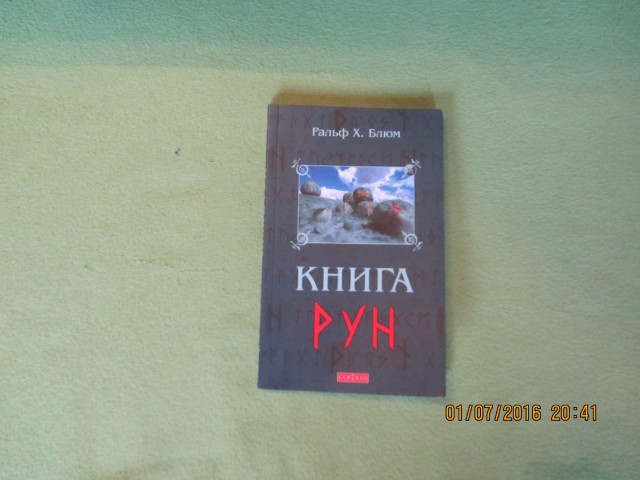 Ральф Х. Блюм
КНИГА
РУН
01/07/2016 20:41